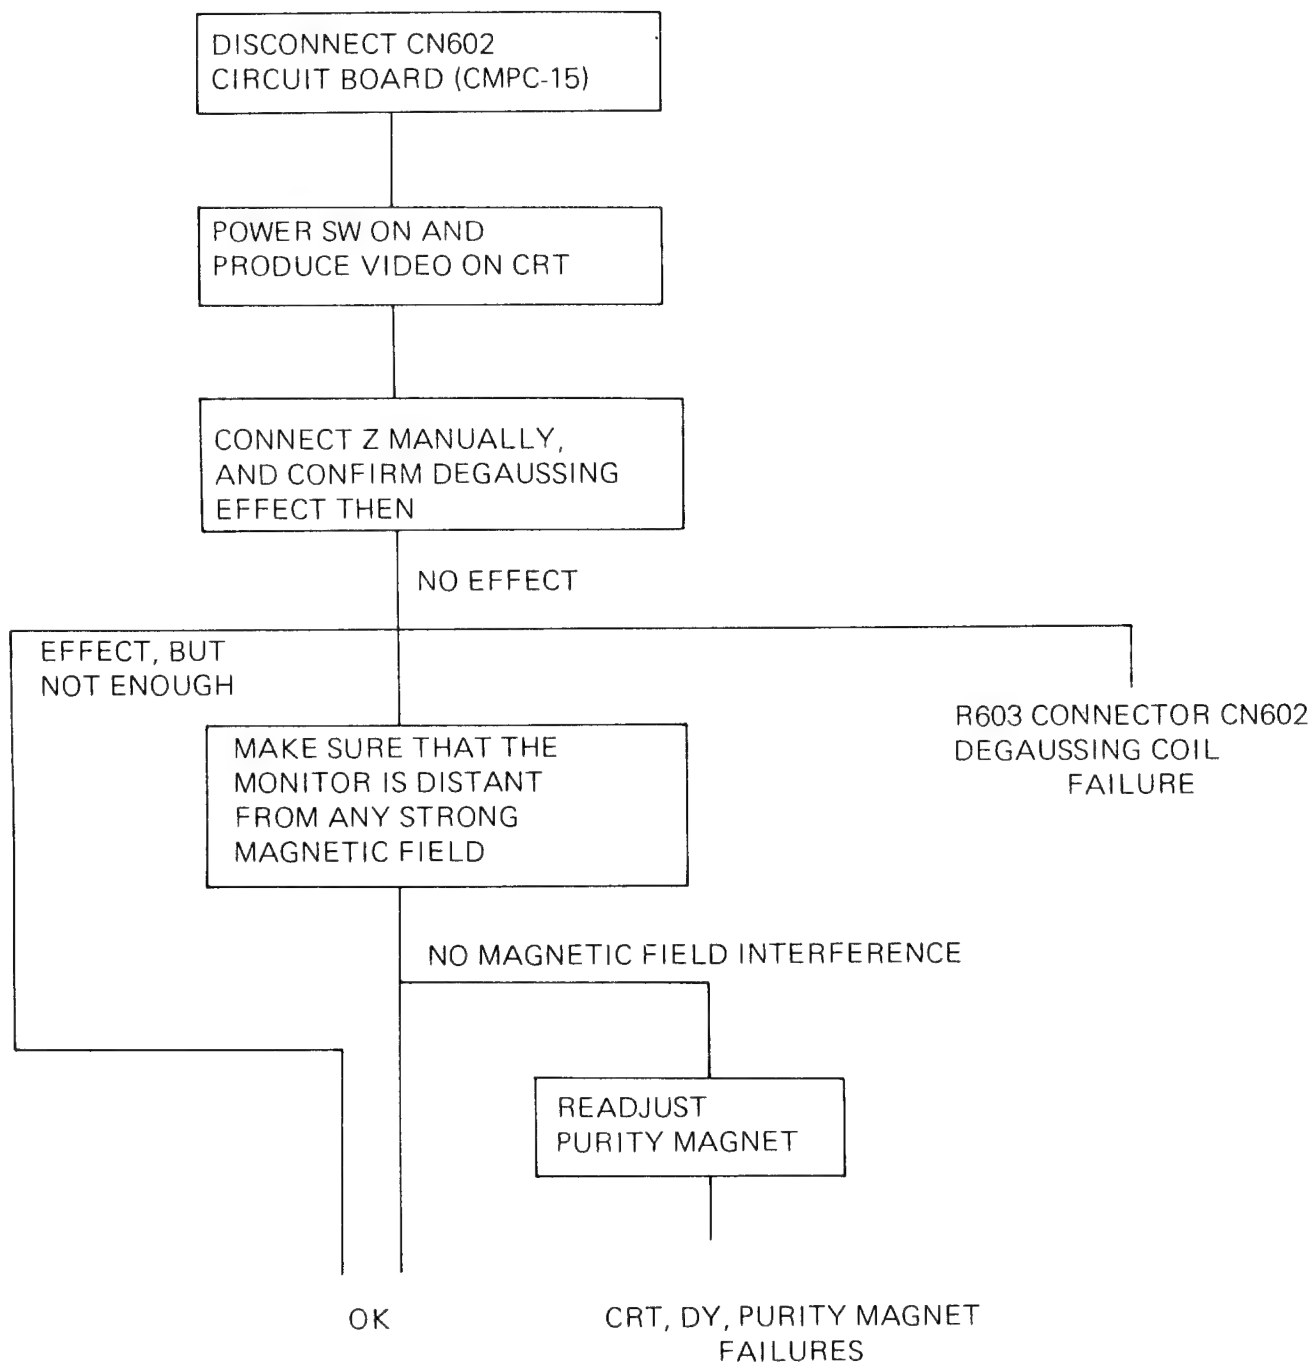 DISCONNECT CN602
CIRCUIT BOARD (CMPC-15)
POWER SW ON AND
PRODUCE VIDEO ON CRT
CONNECT Z MANUALLY,
AND CONFIRM DEGAUSSING
EFFECT THEN
NO EFFECT
EFFECT, BUT
NOT ENOUGH
MAKE SURE THAT THE
MONITOR IS DISTANT
FROM ANY STRONG
MAGNETIC FIELD
R603 CONNECTOR CN602
DEGAUSSING COIL
FAILURE
NO MAGNETIC FIELD INTERFERENCE
READJUST
PURITY MAGNET
OK
CRT, DY, PURITY MAGNET
FAILURES